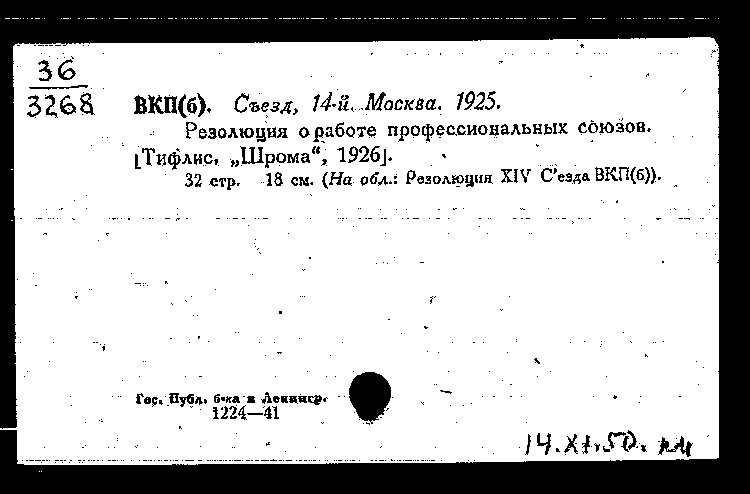 36
3268
ВКП(б). Съезд, 14-й. Москва. 1925.
Резолюция о работе профессиональных союзов.
[Тифлис, „Шрома“, 1926].
32 стр. 18 см. (На обл.: Резолюция XIV С'езда ВКП(б)).
Гос. Публ. б-ка в Ленингр.
1224—41
14.XI.50.